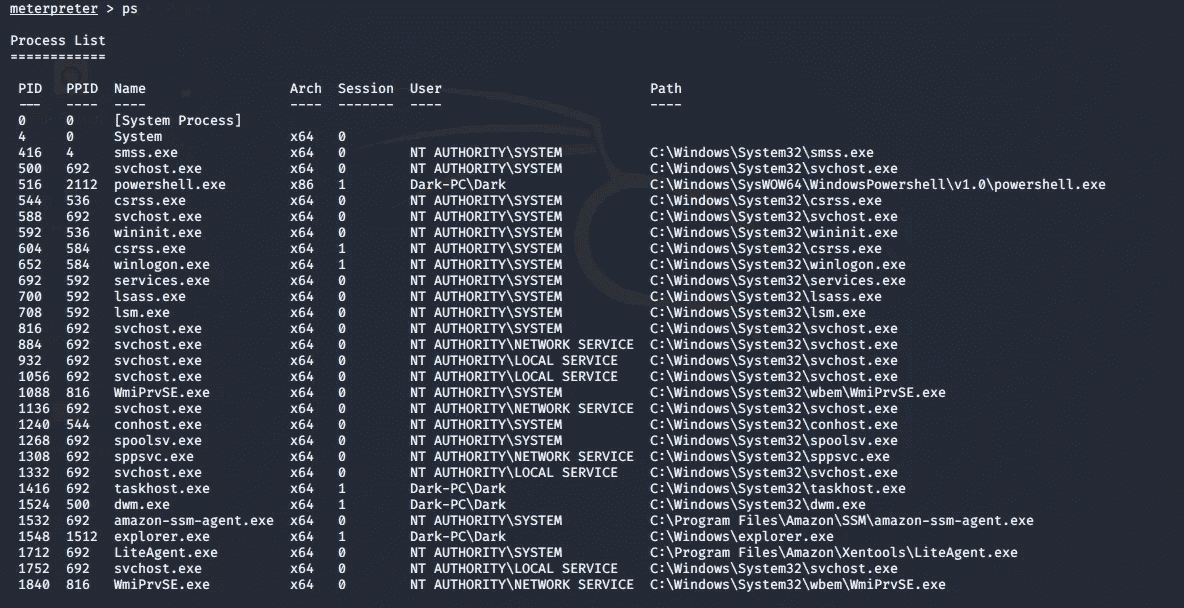 meterpreter > ps
Process List
============
PID PPID Name Arch Session User Path
--- ---- ---- ---- ------- ---- ----
0 0 [System Process]
4 0 System x64 0
416 4 smss.exe x64 0 NT AUTHORITY\SYSTEM C:\Windows\System32\smss.exe
500 692 svchost.exe x64 0 NT AUTHORITY\SYSTEM C:\Windows\System32\svchost.exe
516 2112 powershell.exe x86 1 Dark-PC\Dark C:\Windows\SysWOW64\WindowsPowershell\v1.0\powershell.exe
544 536 csrss.exe x64 0 NT AUTHORITY\SYSTEM C:\Windows\System32\csrss.exe
588 692 svchost.exe x64 0 NT AUTHORITY\SYSTEM C:\Windows\System32\svchost.exe
592 536 wininit.exe x64 0 NT AUTHORITY\SYSTEM C:\Windows\System32\wininit.exe
604 584 csrss.exe x64 1 NT AUTHORITY\SYSTEM C:\Windows\System32\csrss.exe
652 584 winlogon.exe x64 1 NT AUTHORITY\SYSTEM C:\Windows\System32\winlogon.exe
692 592 services.exe x64 0 NT AUTHORITY\SYSTEM C:\Windows\System32\services.exe
700 592 lsass.exe x64 0 NT AUTHORITY\SYSTEM C:\Windows\System32\lsass.exe
708 592 lsm.exe x64 0 NT AUTHORITY\SYSTEM C:\Windows\System32\lsm.exe
816 692 svchost.exe x64 0 NT AUTHORITY\SYSTEM C:\Windows\System32\svchost.exe
884 692 svchost.exe x64 0 NT AUTHORITY\NETWORK SERVICE C:\Windows\System32\svchost.exe
932 692 svchost.exe x64 0 NT AUTHORITY\LOCAL SERVICE C:\Windows\System32\svchost.exe
1056 692 svchost.exe x64 0 NT AUTHORITY\LOCAL SERVICE C:\Windows\System32\svchost.exe
1088 816 WmiPrvSE.exe x64 0 NT AUTHORITY\SYSTEM C:\Windows\System32\wbem\WmiPrvSE.exe
1136 692 svchost.exe x64 0 NT AUTHORITY\NETWORK SERVICE C:\Windows\System32\svchost.exe
1240 544 conhost.exe x64 0 NT AUTHORITY\SYSTEM C:\Windows\System32\conhost.exe
1268 692 spoolsv.exe x64 0 NT AUTHORITY\SYSTEM C:\Windows\System32\spoolsv.exe
1308 692 sppsvc.exe x64 0 NT AUTHORITY\NETWORK SERVICE C:\Windows\System32\sppsvc.exe
1332 692 svchost.exe x64 0 NT AUTHORITY\LOCAL SERVICE C:\Windows\System32\svchost.exe
1416 692 taskhost.exe x64 1 Dark-PC\Dark C:\Windows\System32\taskhost.exe
1524 500 dwm.exe x64 1 Dark-PC\Dark C:\Windows\System32\dwm.exe
1532 692 amazon-ssm-agent.exe x64 0 NT AUTHORITY\SYSTEM C:\Program Files\Amazon\SSM\amazon-ssm-agent.exe
1548 1512 explorer.exe x64 1 Dark-PC\Dark C:\Windows\explorer.exe
1712 692 LiteAgent.exe x64 0 NT AUTHORITY\SYSTEM C:\Program Files\Amazon\Xentools\LiteAgent.exe
1752 692 svchost.exe x64 0 NT AUTHORITY\LOCAL SERVICE C:\Windows\System32\svchost.exe
1840 816 WmiPrvSE.exe x64 0 NT AUTHORITY\NETWORK SERVICE C:\Windows\System32\wbem\WmiPrvSE.exe